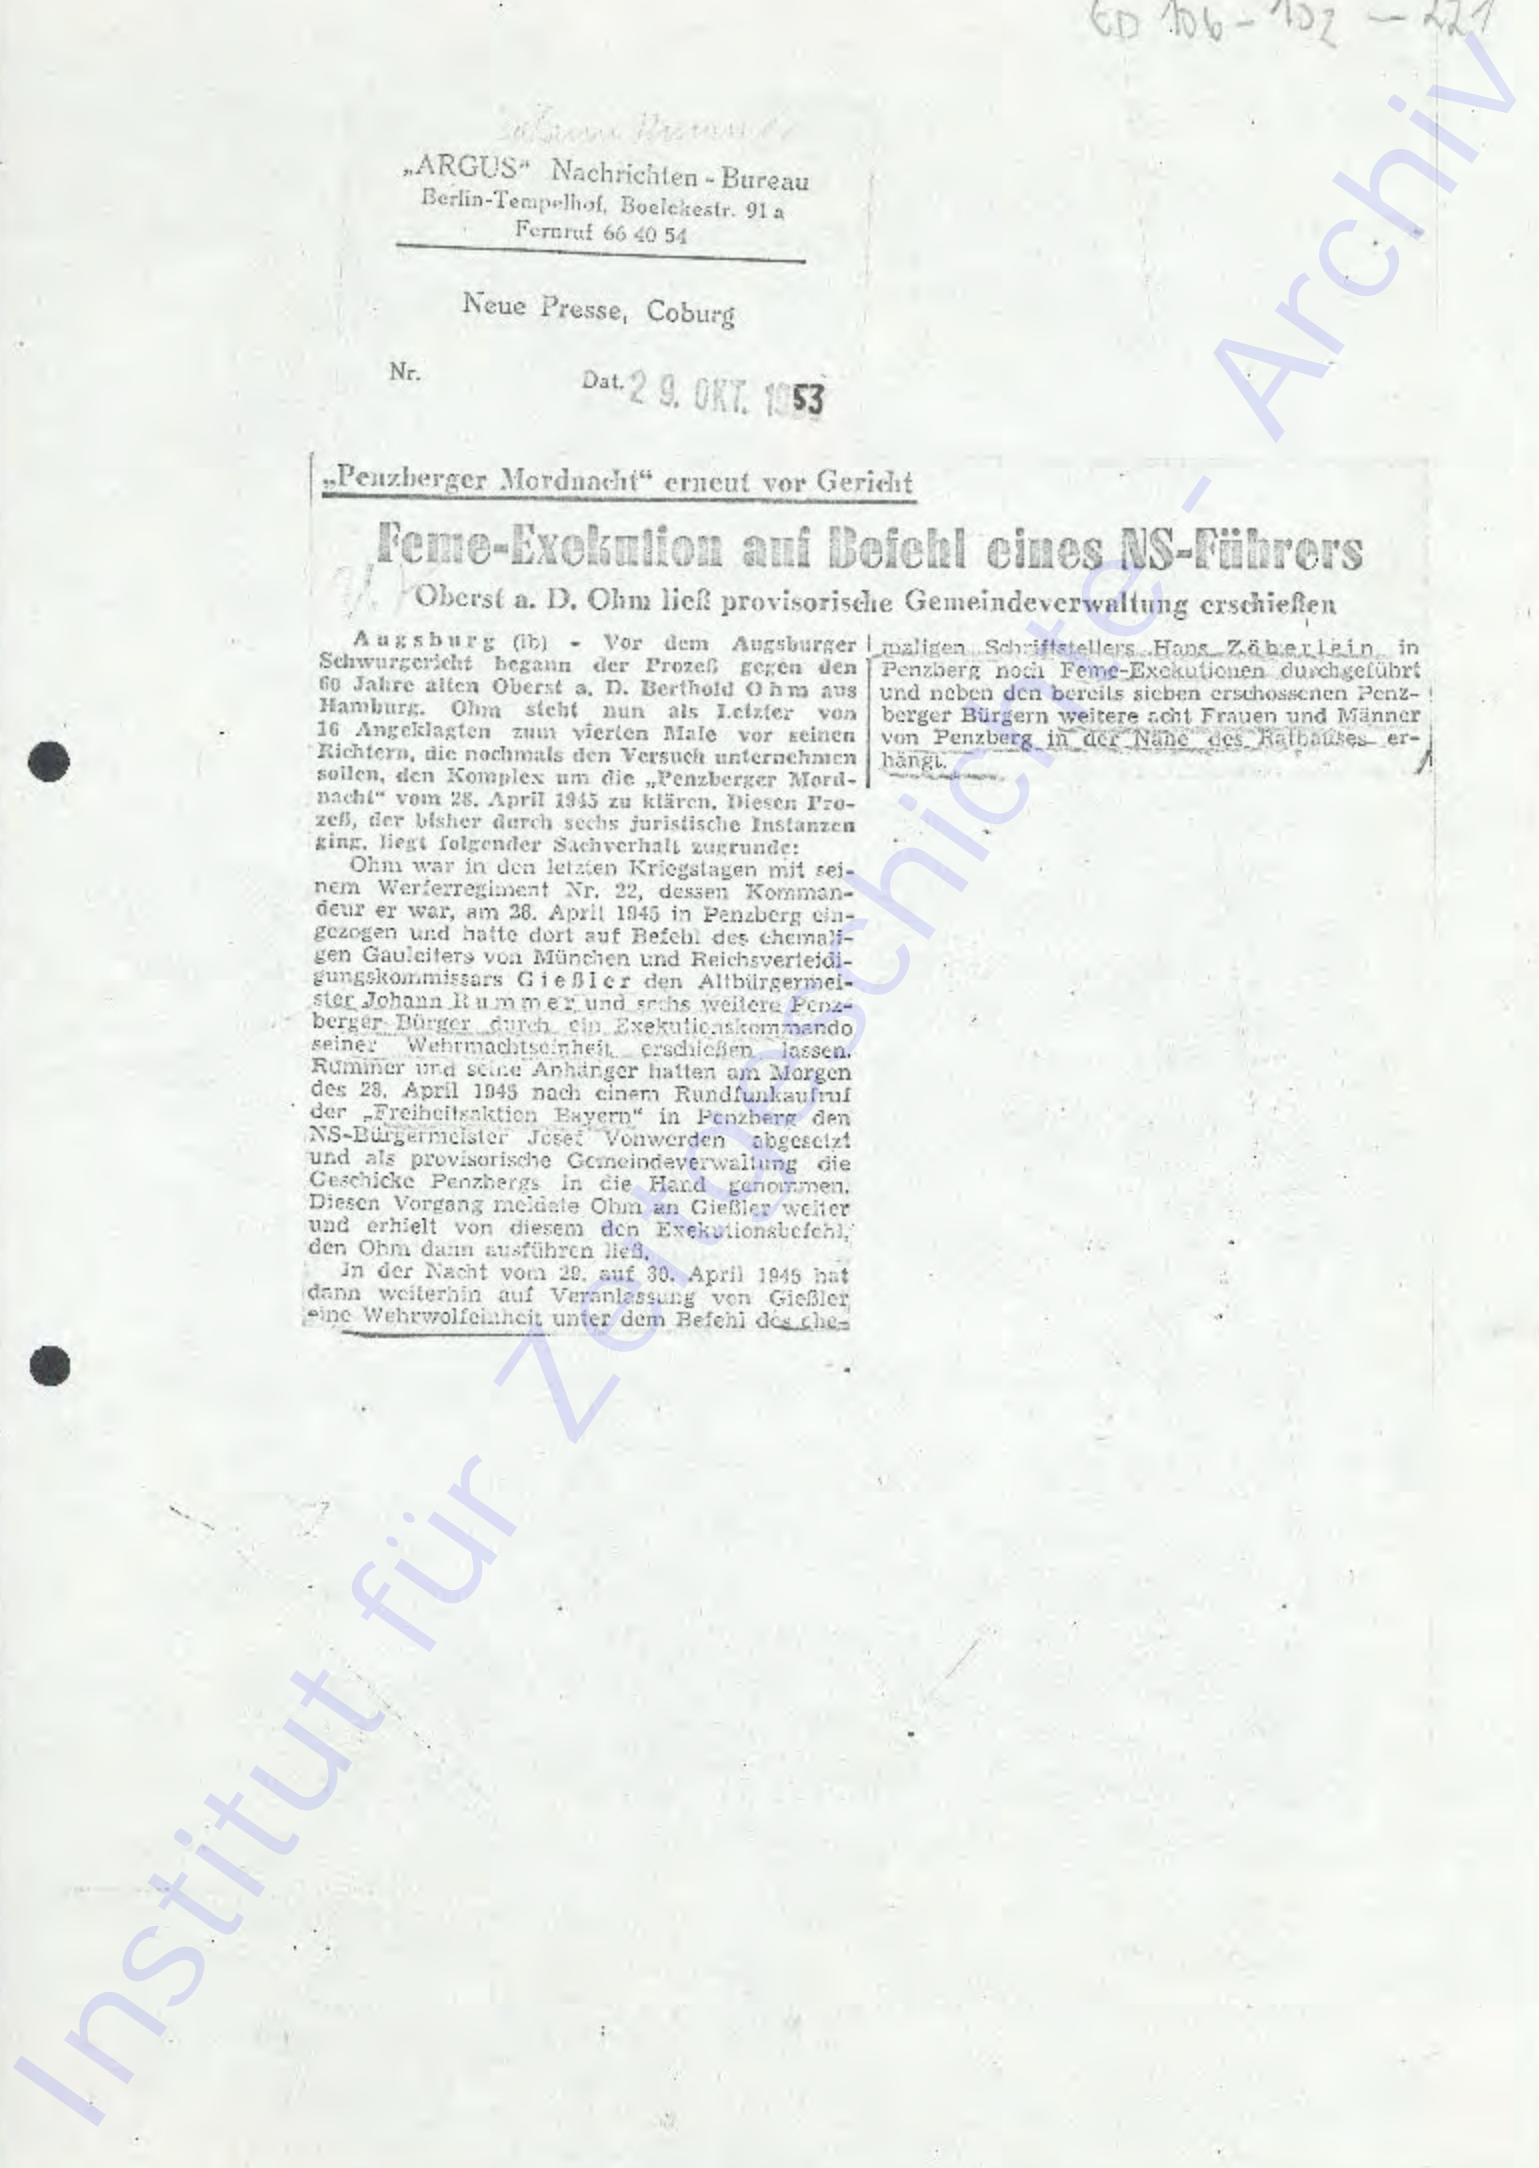 ED 106-102 - 221
„ARGUS“ Nachrichten-Bureau
Berlin-Tempelhof, Boelckestr. 91 a
Fernruf 66 40 54
Neue Presse, Coburg
Nr.
Dat. 29. OKT. 1953
„Penzberger Mordnacht“ erneut vor Gericht
Feme-Exekution auf Befehl eines NS-Führers
Oberst a. D. Ohm ließ provisorische Gemeindeverwaltung erschießen
Augsburg (lb) - Vor dem Augsburger
Schwurgericht begann der Prozeß gegen den
60 Jahre alten Oberst a. D. Berthold Ohm aus
Hamburg. Ohm steht nun als Letzter von
16 Angeklagten zum vierten Male vor seinen
Richtern, die nochmals den Versuch unternehmen
sollen, den Komplex um die „Penzberger Mord-
nacht“ vom 28. April 1945 zu klären. Diesen Pro-
zeß, der bisher durch sechs juristische Instanzen
ging, liegt folgender Sachverhalt zugrunde:
Ohm war in den letzten Kriegstagen mit sei-
nem Werferregiment Nr. 22, dessen Komman-
deur er war, am 28. April 1945 in Penzberg ein-
gezogen und hatte dort auf Befehl des ehemali-
gen Gauleiters von München und Reichsverteidi-
gungskommissars Gießler den Altbürgermei-
ster Johann Rummer und sechs weitere Penz-
berger Bürger durch ein Exekutionskommando
seiner Wehrmachtseinheit erschießen lassen.
Rummer und seine Anhänger hatten am Morgen
des 28. April 1945 nach einem Rundfunkaufruf
der „Freiheitsaktion Bayern“ in Penzberg den
NS-Bürgermeister Josef Vonwerden abgesetzt
und als provisorische Gemeindeverwaltung die
Geschicke Penzbergs in die Hand genommen.
Diesen Vorgang meldete Ohm an Gießler weiter
und erhielt von diesem den Exekutionsbefehl,
den Ohm dann ausführen ließ.
In der Nacht vom 29. auf 30. April 1945 hat
dann weiterhin auf Veranlassung von Gießler
eine Wehrwolfeinheit unter dem Befehl des ehe-
maligen Schriftstellers Hans Zöberlein in
Penzberg noch Feme-Exekutionen durchgeführt
und neben den bereits sieben erschossenen Penz-
berger Bürgern weitere acht Frauen und Männer
von Penzberg in der Nähe des Rathauses er-
hängt.
Institut für Zeitgeschichte - Archiv